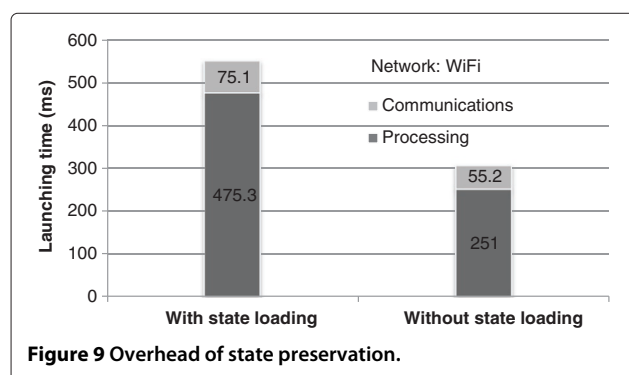 600
500
400
300
200
100
0
Launching time (ms)
75.1
475.3
Network: WiFi
Communications
Processing
55.2
251
With state loading
Without state loading
Figure 9 Overhead of state preservation.